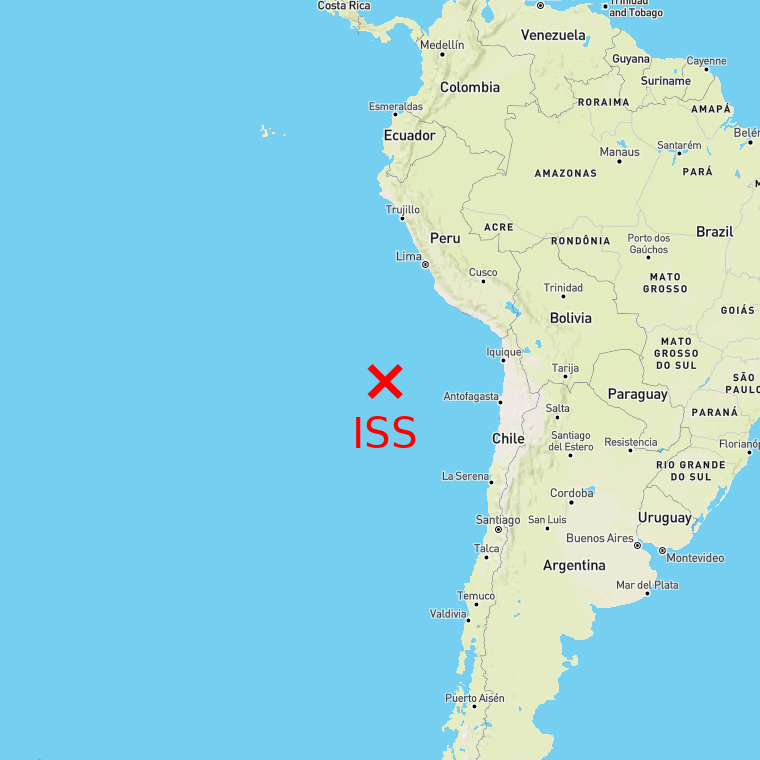 Costa Rica
Trinidad
and Tobago
Venezuela
Medellín
Guyana
Cayenne
Suriname
Colombia
RORAIMA
AMAPÁ
Esmeraldas
Ecuador
Manaus
Santarém
AMAZONAS
PARÁ
Trujillo
ACRE
Peru
RONDÔNIA
Porto dos
Gaúchos
Brazil
Lima
Cusco
MATO
GROSSO
Trinidad
Bolivia
GOIÁS
Iquique
MATO
GROSSO
DO SUL
Tarija
SÃO
Antofagasta
Paraguay
Salta
PARANÁ
ISS
Chile
Santiago
del Estero
Resistencia
RIO GRANDE
DO SUL
La Serena
Cordoba
Santiago
San Luis
Uruguay
Buenos Aires
Talca
Argentina
Montevideo
Mar del Plata
Temuco
Valdivia
Puerto Aisén